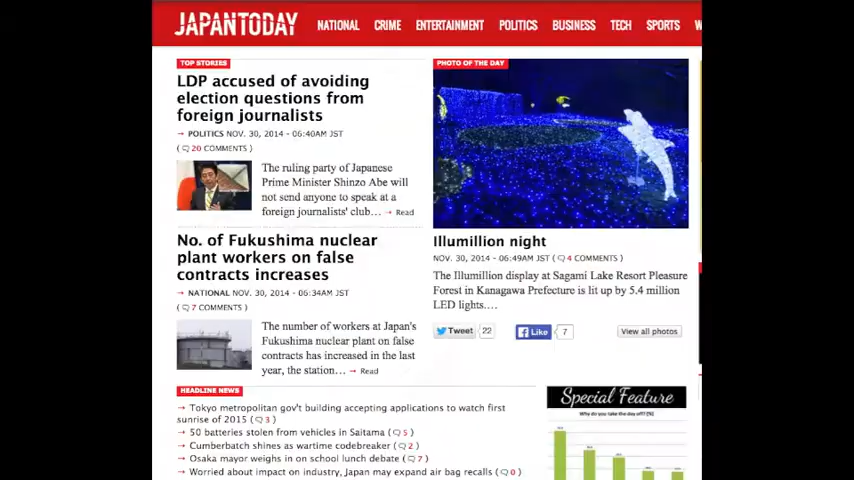 JAPANTODAY
NATIONAL CRIME ENTERTAINMENT POLITICS BUSINESS TECH SPORTS W
TOP STORIES
LDP accused of avoiding
election questions from
foreign journalists
→ POLITICS NOV. 30, 2014 - 06:40AM JST
( 20 COMMENTS )
The ruling party of Japanese
Prime Minister Shinzo Abe will
not send anyone to speak at a
foreign journalists' club… → Read
No. of Fukushima nuclear
plant workers on false
contracts increases
→ NATIONAL NOV. 30, 2014 - 06:34AM JST
( 7 COMMENTS )
The number of workers at Japan's
Fukushima nuclear plant on false
contracts has increased in the last
year, the station… → Read
PHOTO OF THE DAY
Illumillion night
NOV. 30, 2014 - 06:49AM JST ( 4 COMMENTS )
The Illumillion display at Sagami Lake Resort Pleasure
Forest in Kanagawa Prefecture is lit up by 5.4 million
LED lights….
Tweet 22 Like 7 View all photos
HEADLINE NEWS
→ Tokyo metropolitan gov't building accepting applications to watch first
sunrise of 2015 ( 3 )
→ 50 batteries stolen from vehicles in Saitama ( 5 )
→ Cumberbatch shines as wartime codebreaker ( 2 )
→ Osaka mayor weighs in on school lunch debate ( 7 )
→ Worried about impact on industry, Japan may expand air bag recalls ( 0 )
Special Feature
Why do you take the day off? [%]